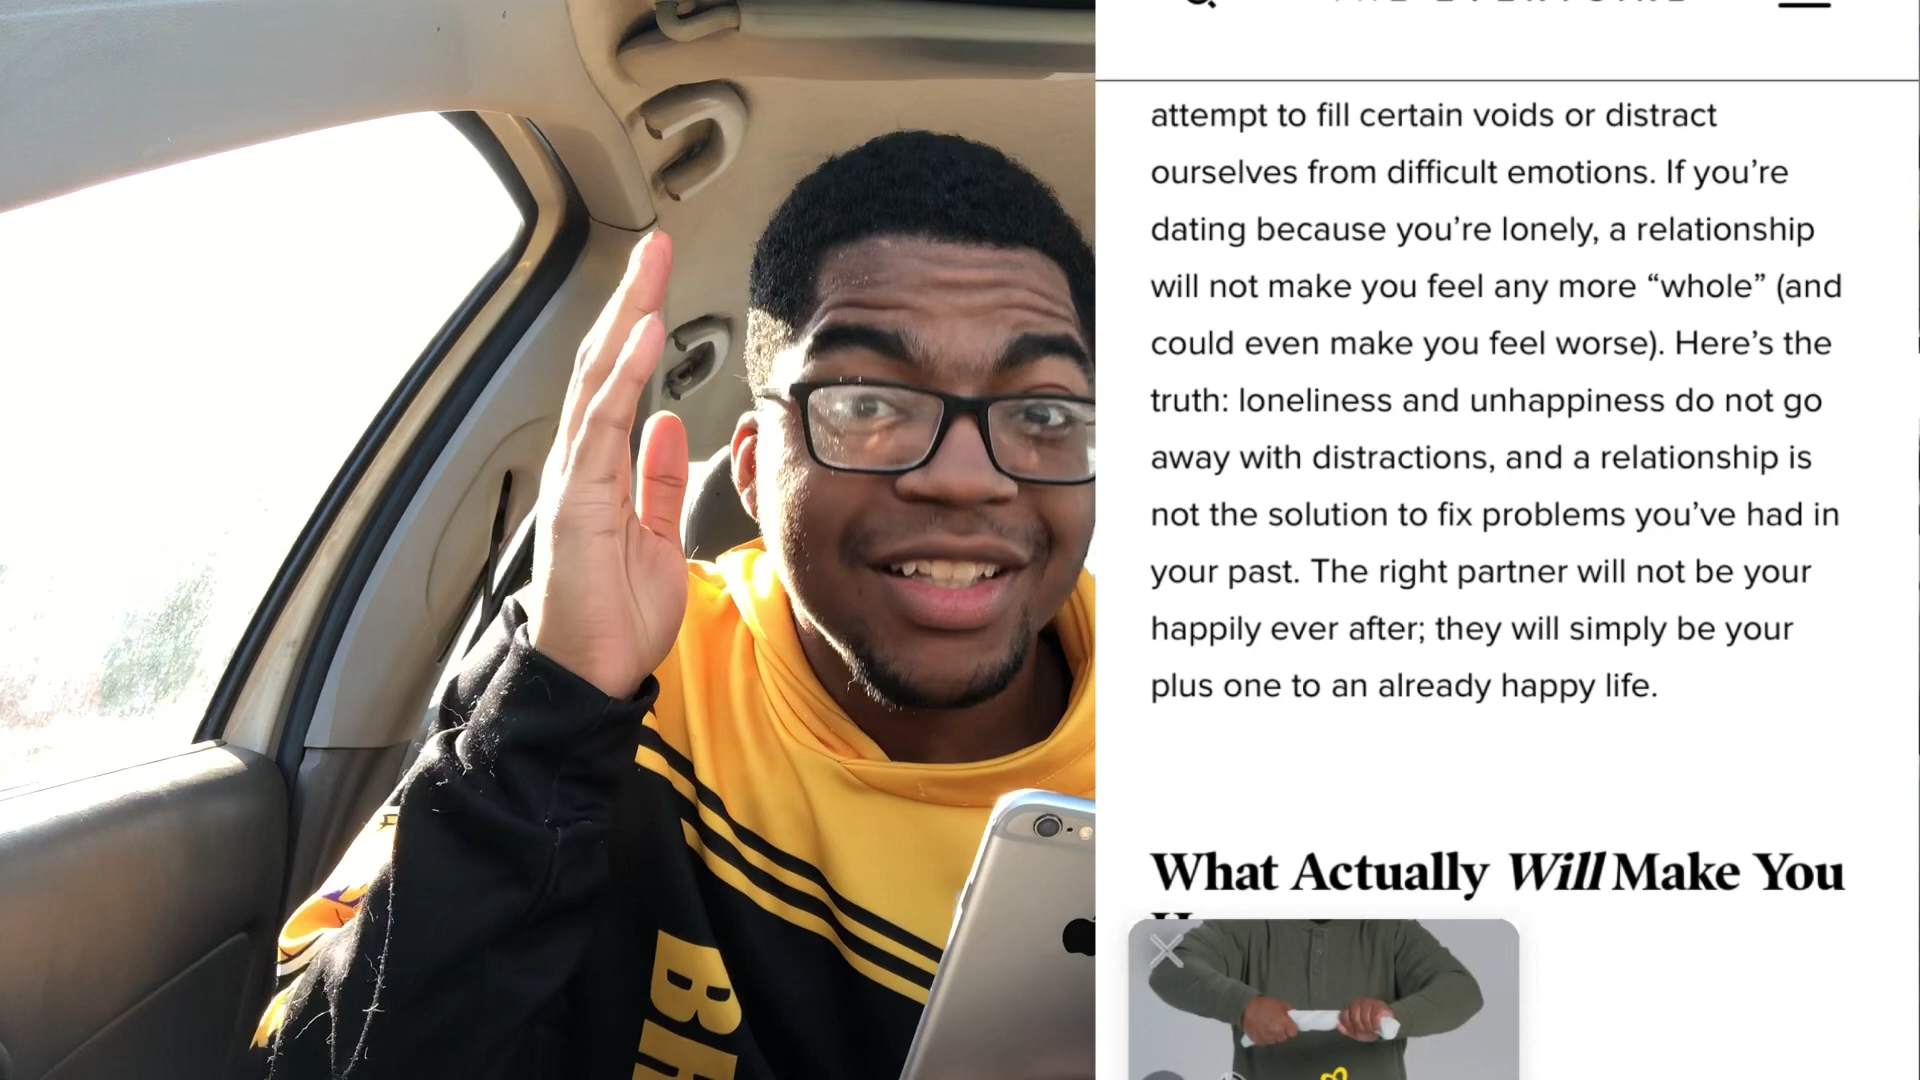 attempt to fill certain voids or distract
ourselves from difficult emotions. If you’re
dating because you’re lonely, a relationship
will not make you feel any more “whole” (and
could even make you feel worse). Here’s the
truth: loneliness and unhappiness do not go
away with distractions, and a relationship is
not the solution to fix problems you’ve had in
your past. The right partner will not be your
happily ever after; they will simply be your
plus one to an already happy life.
What Actually Will Make You